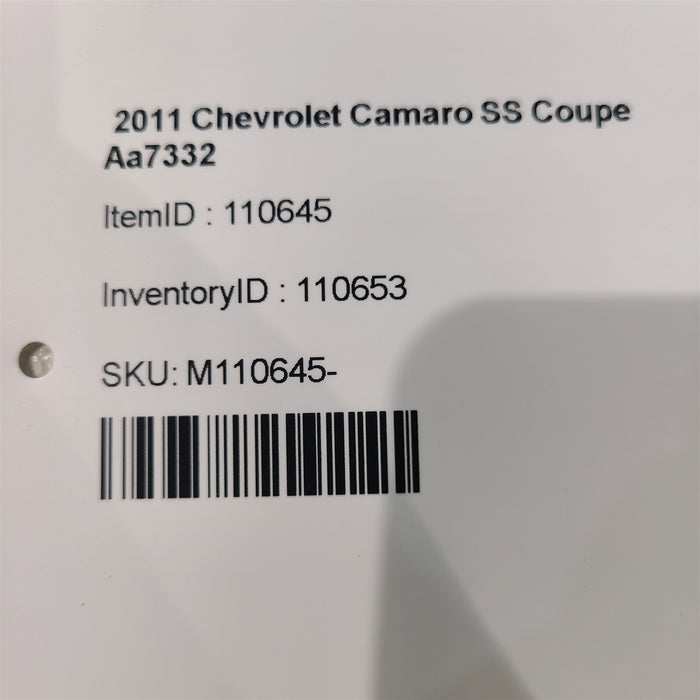 2011 Chevrolet Camaro SS Coupe
Aa7332
ItemID : 110645
InventoryID : 110653
SKU: M110645-